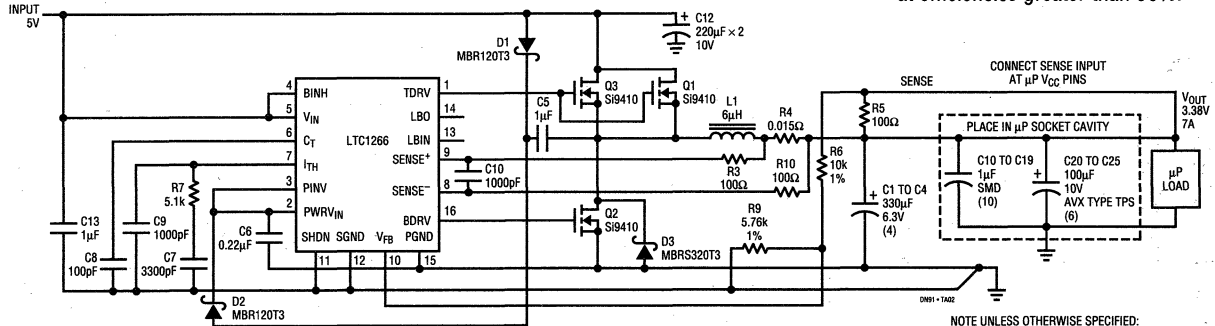 INPUT
5V
C12
220µF × 2
10V
D1
MBR120T3
CONNECT SENSE INPUT
AT µP VCC PINS
SENSE
4
BINH
5
VIN
6
CT
7
ITH
3
PINV
2
PWRVIN
LTC1266
TDRV
1
LBO
14
LBIN
13
SENSE+
9
SENSE−
8
BDRV
16
SHDN
SGND
VFB
PGND
11
12
10
15
Q3
Si9410
Q1
Si9410
C5
1µF
L1
6µH
R4
0.015Ω
R5
100Ω
VOUT
3.38V
7A
R6
10k
1%
R3
100Ω
R10
100Ω
C10
1000pF
PLACE IN µP SOCKET CAVITY
C10 TO C19
1µF
SMD
(10)
C20 TO C25
100µF
10V
AVX TYPE TPS
(6)
µP
LOAD
C1 TO C4
330µF
6.3V
(4)
R7
5.1k
C13
1µF
C9
1000pF
C6
0.22µF
Q2
Si9410
R9
5.76k
1%
D3
MBRS320T3
C8
100pF
C7
3300pF
D2
MBR120T3
DN91 • TA02
NOTE UNLESS OTHERWISE SPECIFIED: